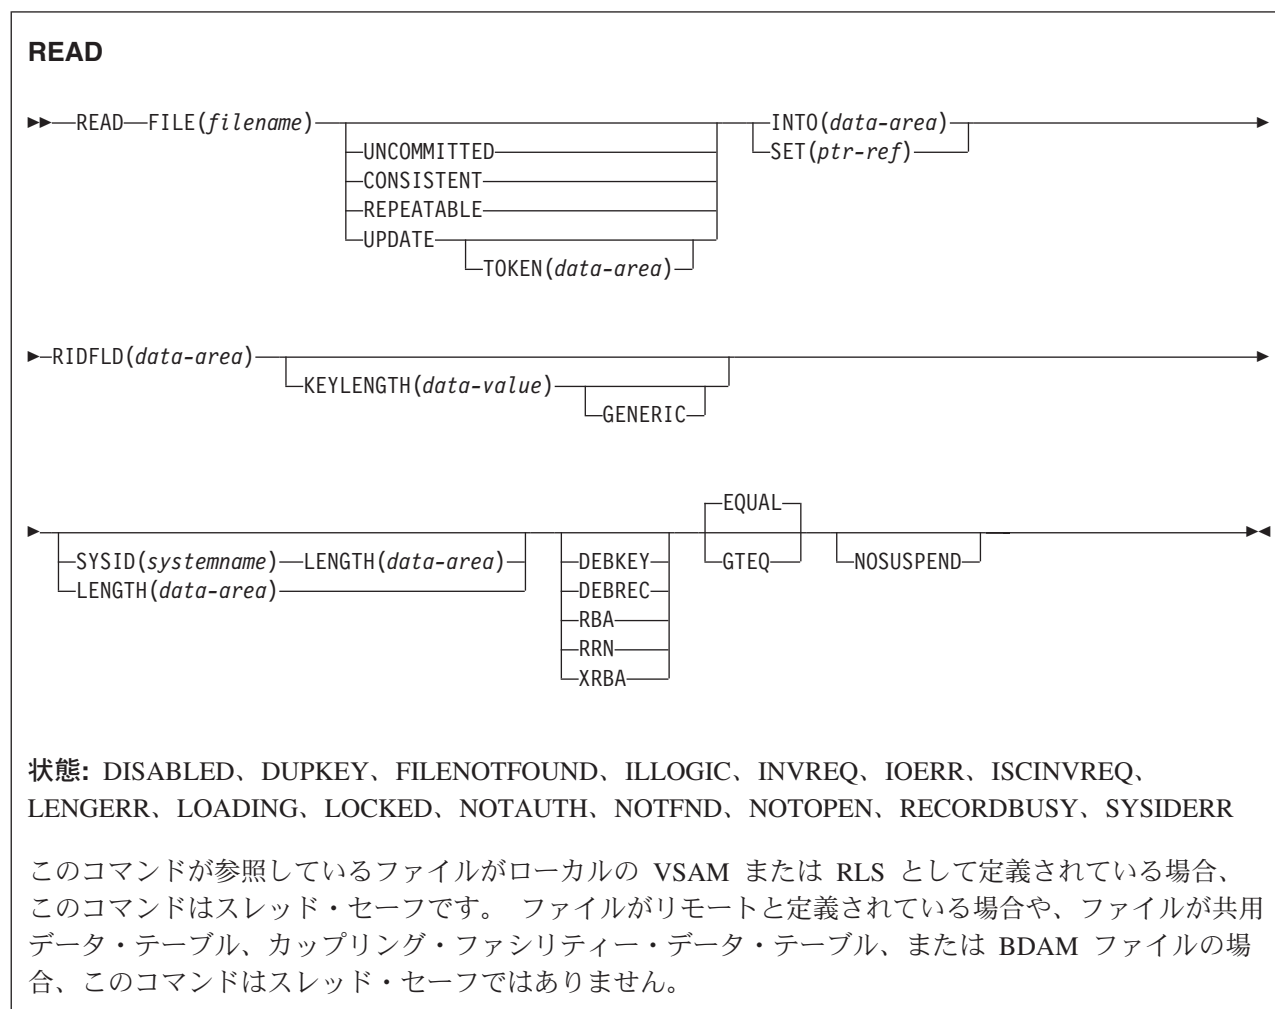 READ
READ FILE(filename) INTO(data-area)
UNCOMMITTED SET(ptr-ref)
CONSISTENT
REPEATABLE
UPDATE
TOKEN(data-area)
RIDFLD(data-area)
KEYLENGTH(data-value)
GENERIC
EQUAL
SYSID(systemname) LENGTH(data-area) DEBKEY GTEQ NOSUSPEND
LENGTH(data-area) DEBREC
RBA
RRN
XRBA
状態: DISABLED、DUPKEY、FILENOTFOUND、ILLOGIC、INVREQ、IOERR、ISCINVREQ、
LENGERR、LOADING、LOCKED、NOTAUTH、NOTFND、NOTOPEN、RECORDBUSY、SYSIDERR
このコマンドが参照しているファイルがローカルの VSAM または RLS として定義されている場合、
このコマンドはスレッド・セーフです。 ファイルがリモートと定義されている場合や、ファイルが共用
データ・テーブル、カップリング・ファシリティー・データ・テーブル、または BDAM ファイルの場
合、このコマンドはスレッド・セーフではありません。